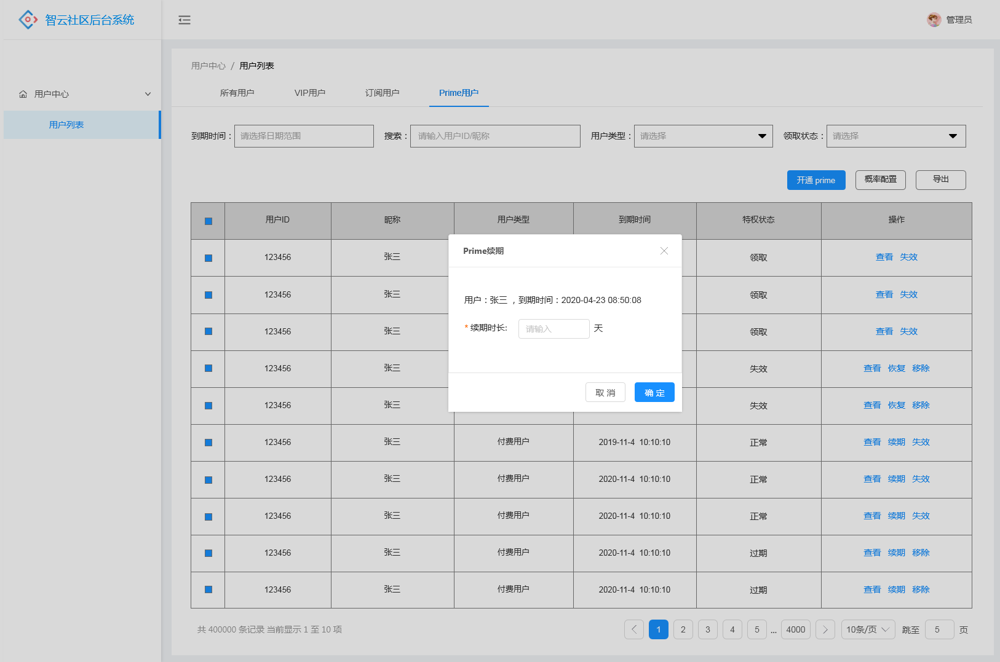 智云社区后台系统
管理员
用户中心
用户列表
用户中心 / 用户列表
所有用户 VIP用户 订阅用户 Prime用户
到期时间： 请选择日期范围 搜索： 请输入用户ID/昵称 用户类型： 请选择 领取状态： 请选择
开通 prime 概率配置 导出
用户ID 昵称 用户类型 到期时间 特权状态 操作
123456 张三 领取 查看 失效
123456 张三 领取 查看 失效
123456 张三 领取 查看 失效
123456 张三 失效 查看 恢复 移除
123456 张三 失效 查看 恢复 移除
123456 张三 付费用户 2019-11-4 10:10:10 正常 查看 续期 失效
123456 张三 付费用户 2020-11-4 10:10:10 正常 查看 续期 失效
123456 张三 付费用户 2020-11-4 10:10:10 正常 查看 续期 失效
123456 张三 付费用户 2020-11-4 10:10:10 过期 查看 续期 移除
123456 张三 付费用户 2020-11-4 10:10:10 过期 查看 续期 移除
Prime续期
用户：张三 ，到期时间：2020-04-23 08:50:08
* 续期时长: 请输入 天
取 消 确 定
共 400000 条记录 当前显示 1 至 10 项
1 2 3 4 5 ... 4000 10条/页 跳至 5 页